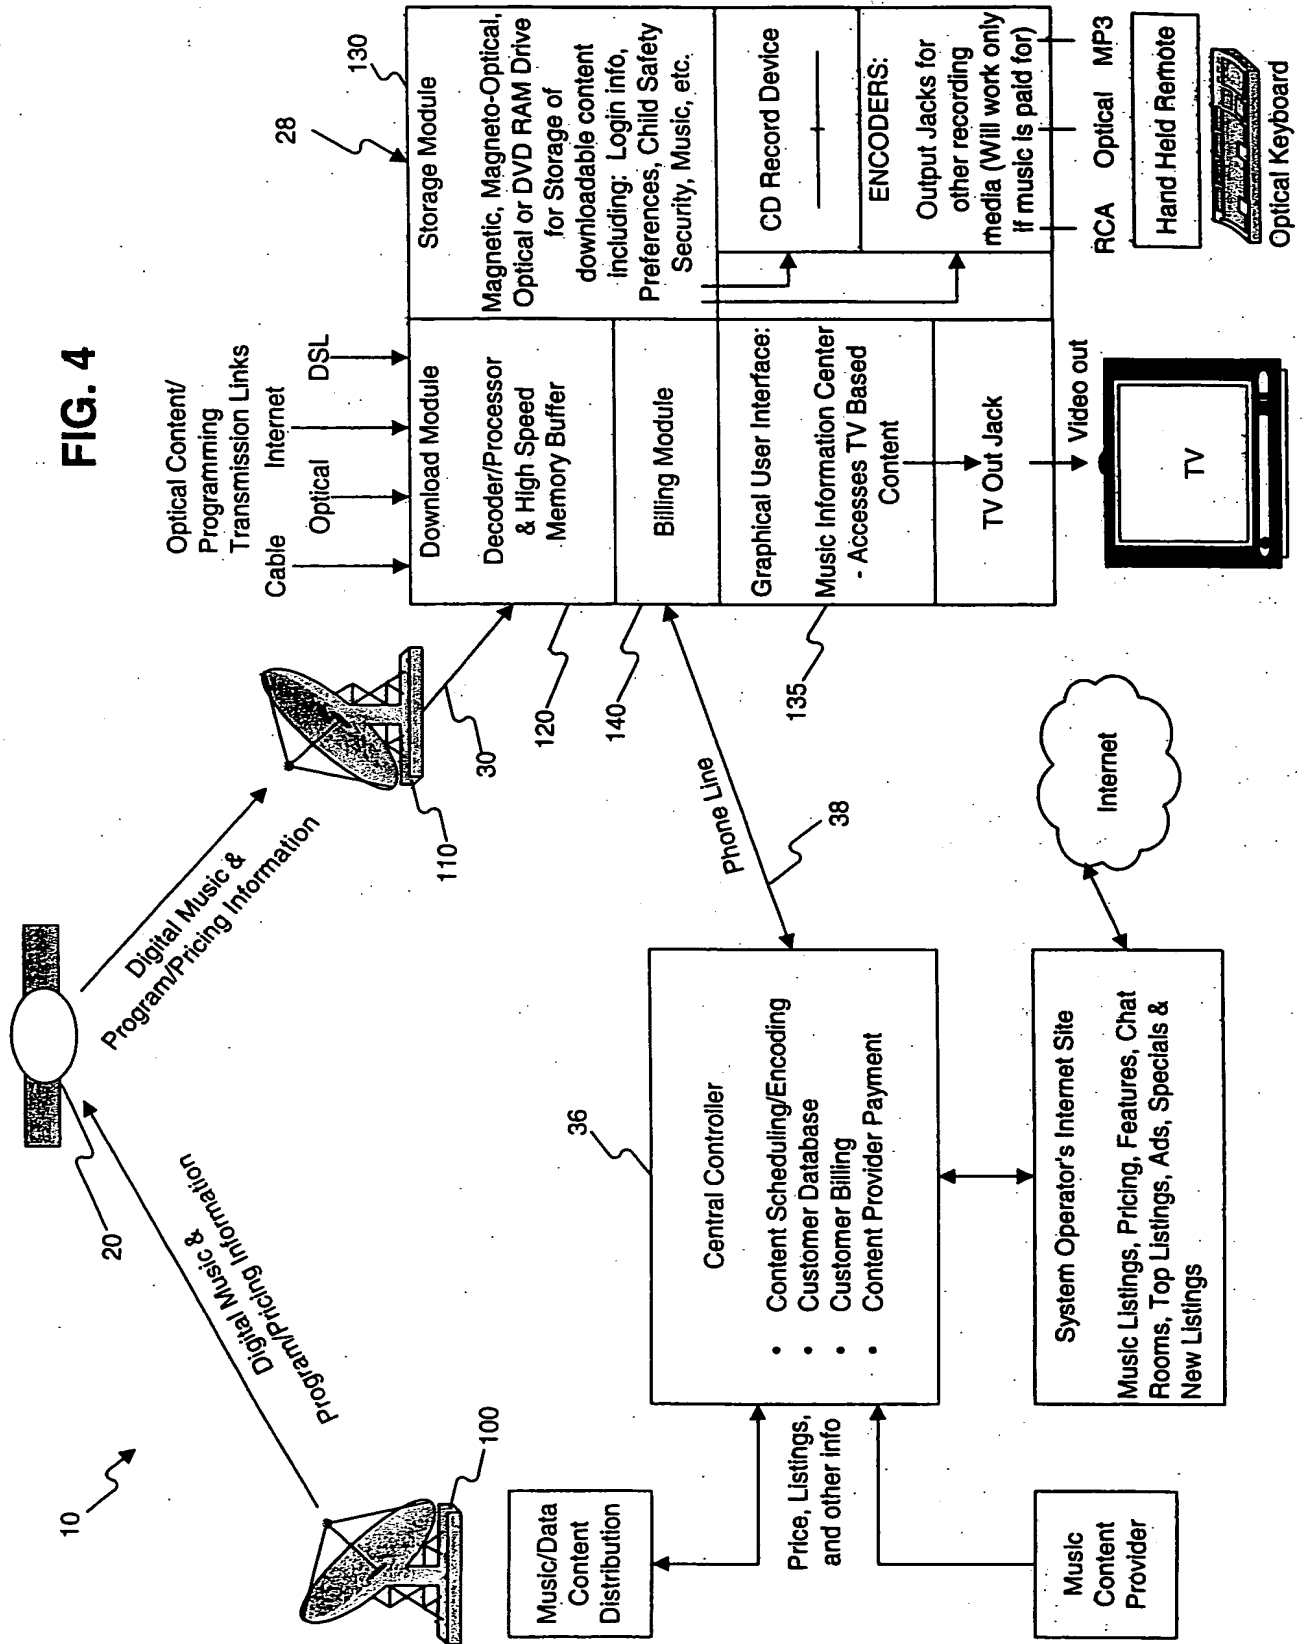 FIG. 4
10
20
Digital Music &
Program/Pricing Information
Digital Music &
Program/Pricing Information
100
110
30
Optical Content/
Programming
Transmission Links
Cable
Optical
Internet
DSL
28
130
120
140
135
Download Module
Decoder/Processor
& High Speed
Memory Buffer
Billing Module
Graphical User Interface:
Music Information Center
- Accesses TV Based
Content
TV Out Jack
Video out
TV
Storage Module
Magnetic, Magneto-Optical,
Optical or DVD RAM Drive
for Storage of
downloadable content
including: Login info,
Preferences, Child Safety
Security, Music, etc.
CD Record Device
ENCODERS:
Output Jacks for
other recording
media (Will work only
If music is paid for)
RCA Optical MP3
Hand Held Remote
Optical Keyboard
Phone Line
38
36
Central Controller
• Content Scheduling/Encoding
• Customer Database
• Customer Billing
• Content Provider Payment
Music/Data
Content
Distribution
Price, Listings,
and other info
Music
Content
Provider
System Operator's Internet Site
Music Listings, Pricing, Features, Chat
Rooms, Top Listings, Ads, Specials &
New Listings
Internet